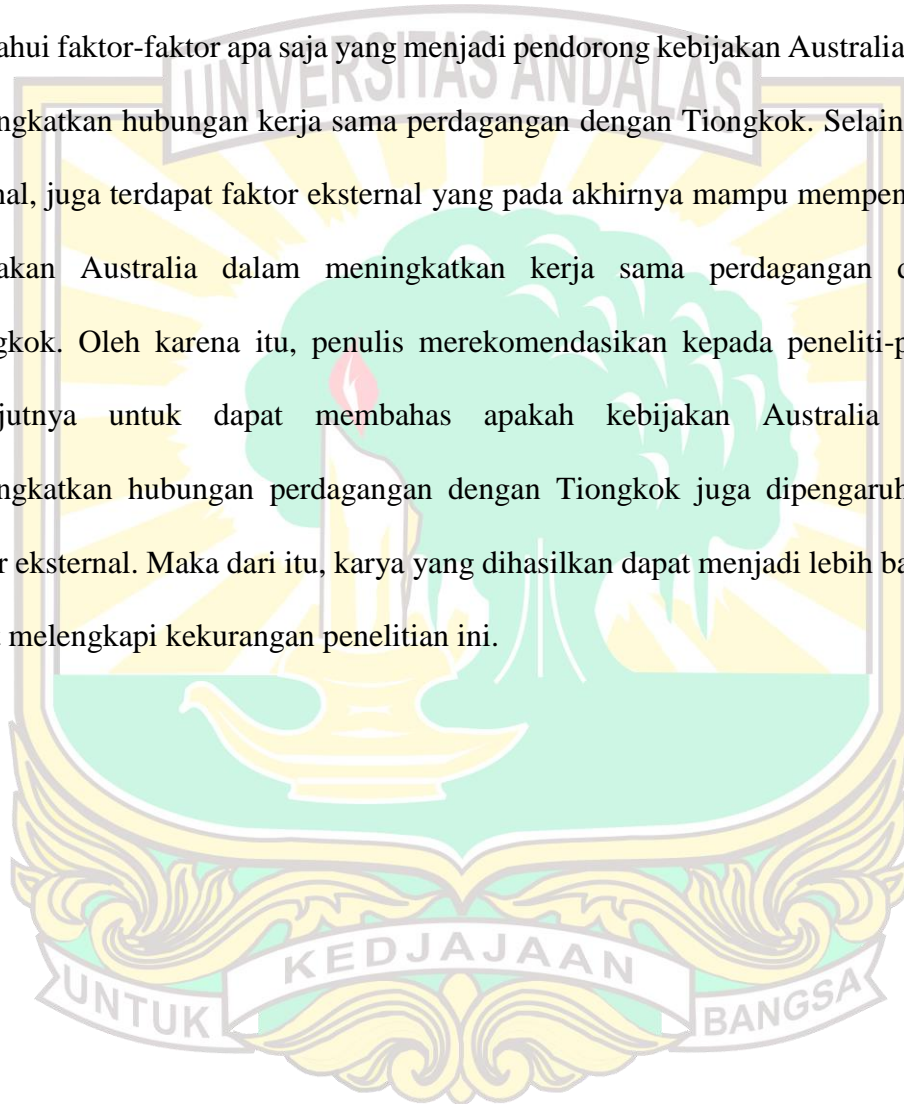 ahui faktor-faktor apa saja yang menjadi pendorong kebijakan Australia
ngkatkan hubungan kerja sama perdagangan dengan Tiongkok. Selain
nal, juga terdapat faktor eksternal yang pada akhirnya mampu mempen
akan Australia dalam meningkatkan kerja sama perdagangan d
gkok. Oleh karena itu, penulis merekomendasikan kepada peneliti-p
jutnya untuk dapat membahas apakah kebijakan Australia
ngkatkan hubungan perdagangan dengan Tiongkok juga dipengaruh
r eksternal. Maka dari itu, karya yang dihasilkan dapat menjadi lebih ba
melengkapi kekurangan penelitian ini.
UNIVERSITAS ANDALAS
UNTUK KEDJAJAAN BANGSA